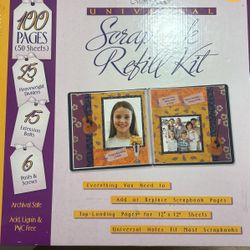 100
PAGES
(50 Sheets)
UNIVERSAL
Scrapbook
Refill Kit
25
Heavyweight
Dividers
15
Extension
Bolts
6
Posts &
Screws
Archival Safe
Acid, Lignin &
PVC Free
Everything You Need to
Add or Replace Scrapbook Pages
Top-Loading Pages for 12" x 12" Sheets
Universal Holes Fit Most Scrapbooks